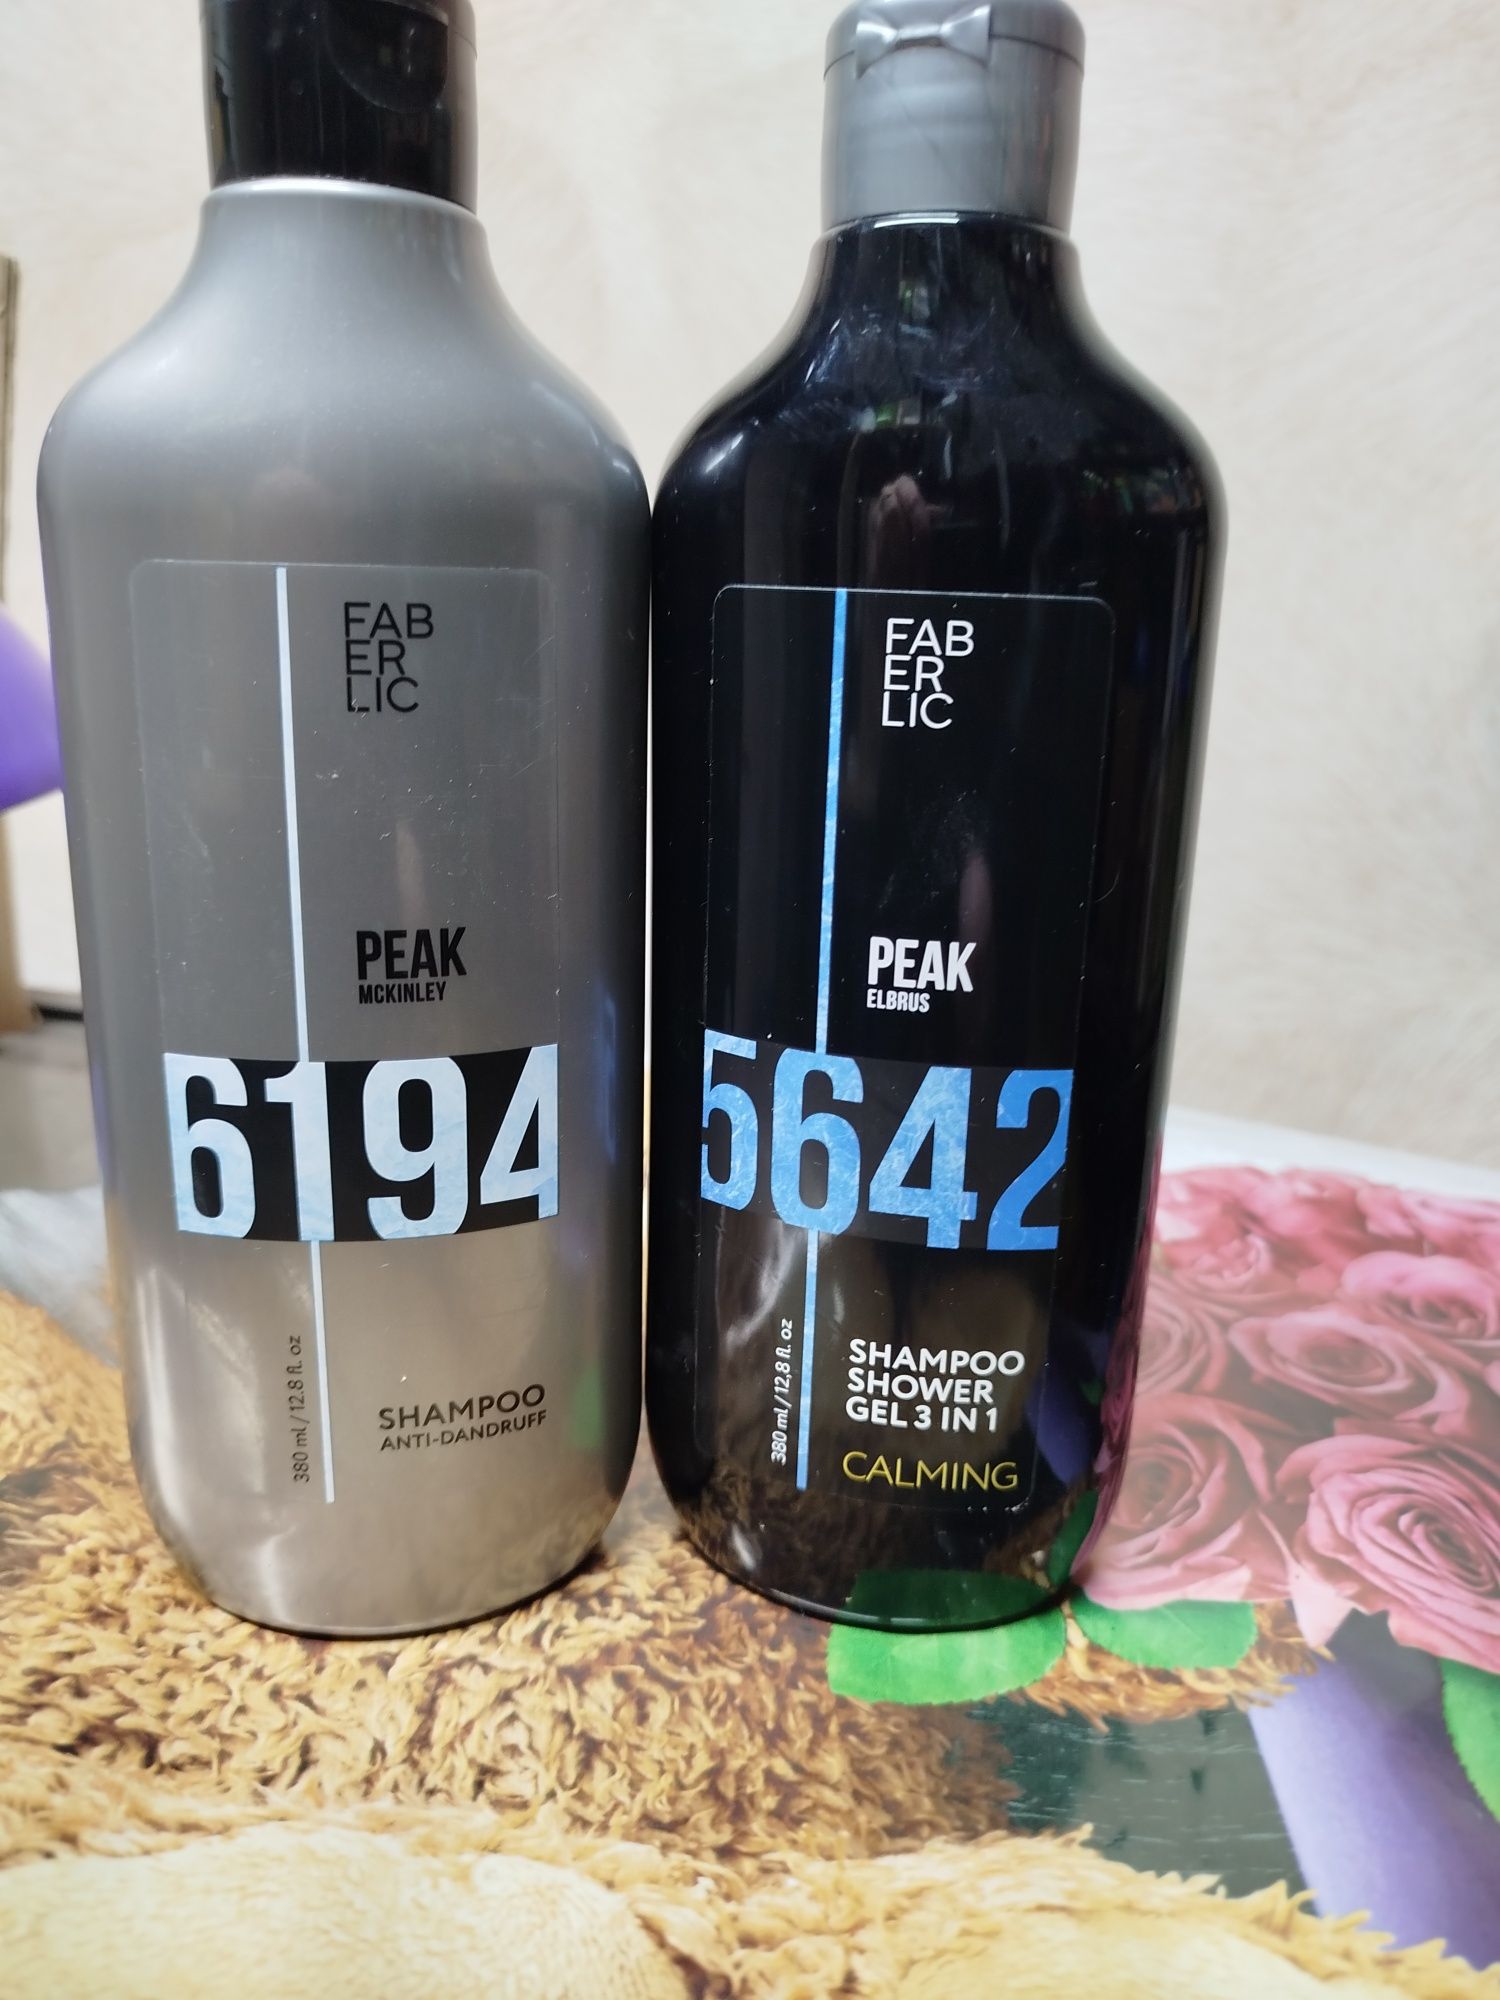 FAB
ER
LIC
PEAK
MCKINLEY
6194
380 ml / 12.8 fl. oz
SHAMPOO
ANTI-DANDRUFF
FAB
ER
LIC
PEAK
ELBRUS
5642
380 ml / 12,8 fl. oz
SHAMPOO
SHOWER
GEL 3 IN 1
CALMING